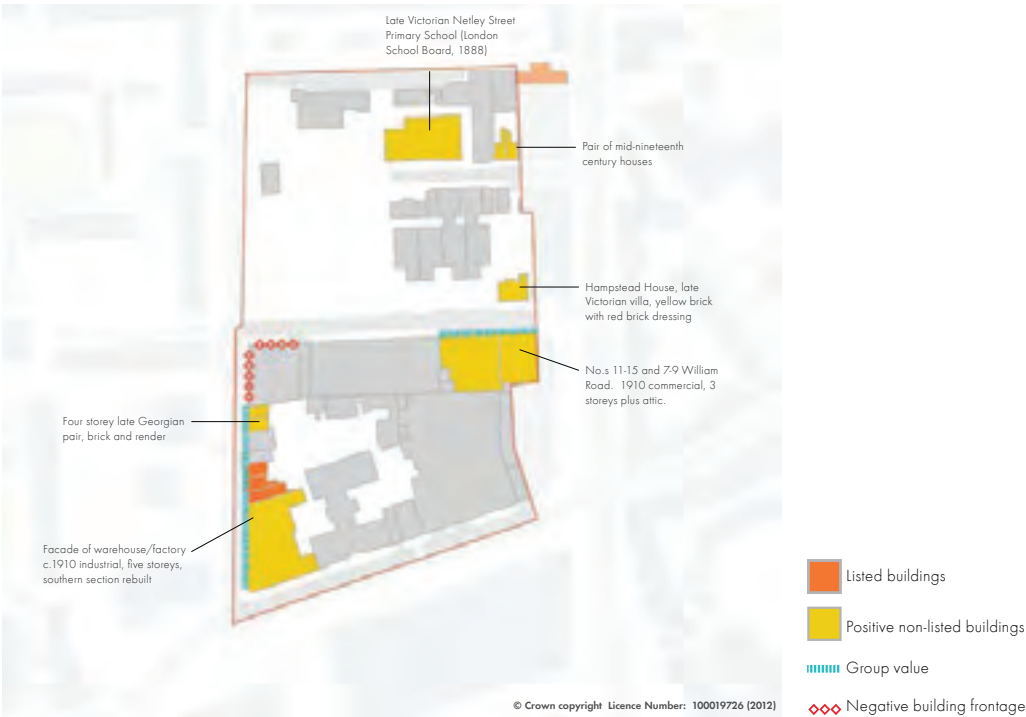 Late Victorian Netley Street
Primary School (London
School Board, 1888)
Pair of mid-nineteenth
century houses
Hampstead House, late
Victorian villa, yellow brick
with red brick dressing
No.s 11-15 and 7-9 William
Road.  1910 commercial, 3
storeys plus attic.
Four storey late Georgian
pair, brick and render
Facade of warehouse/factory
c.1910 industrial, five storeys,
southern section rebuilt
Listed buildings
Positive non-listed buildings
Group value
Negative building frontage
© Crown copyright  Licence Number:  100019726 (2012)